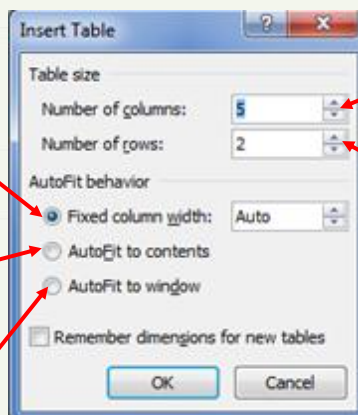 Insert Table
Table size
Number of columns: 5
Number of rows: 2
AutoFit behavior
Fixed column width: Auto
AutoFit to contents
AutoFit to window
Remember dimensions for new tables
OK Cancel